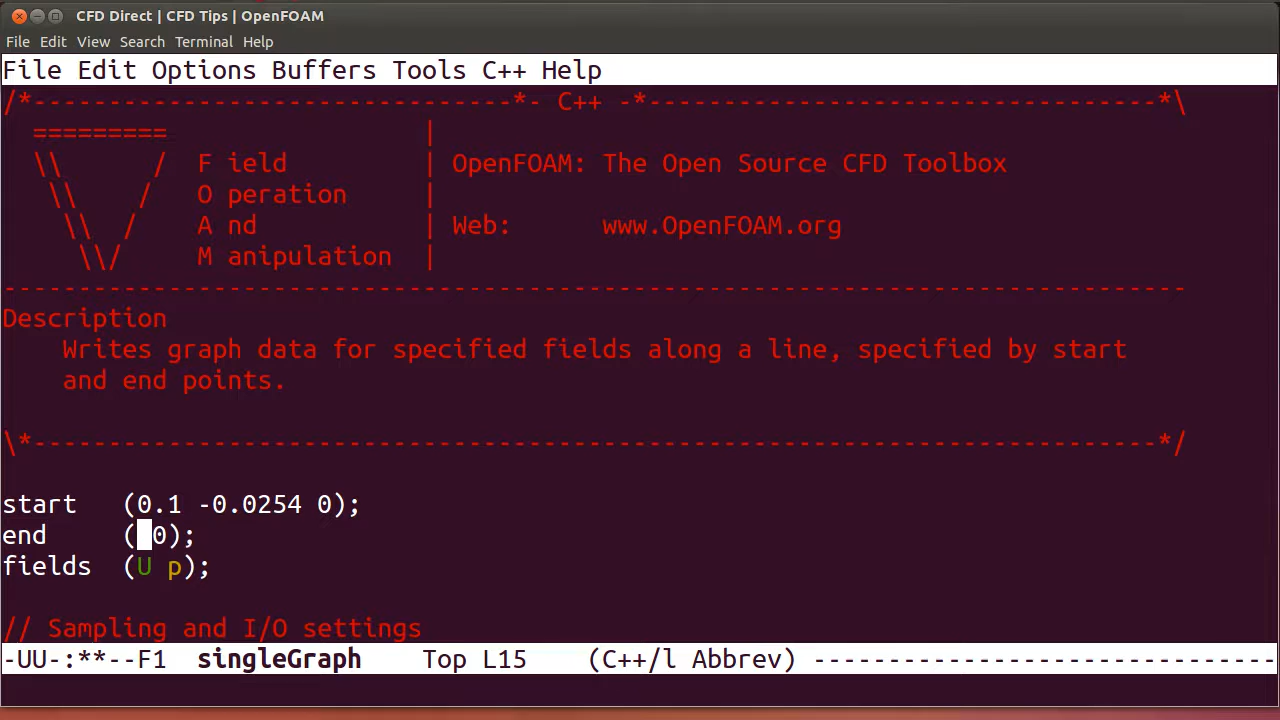 CFD Direct | CFD Tips | OpenFOAM
File Edit View Search Terminal Help
File Edit Options Buffers Tools C++ Help
/*--------------------------------*- C++ -*----------------------------------*\
  =========                 |
  \\      /  F ield         | OpenFOAM: The Open Source CFD Toolbox
   \\    /   O peration     |
    \\  /    A nd           | Web:      www.OpenFOAM.org
     \\/     M anipulation  |
-------------------------------------------------------------------------------
Description
    Writes graph data for specified fields along a line, specified by start
    and end points.
\*---------------------------------------------------------------------------*/
start   (0.1 -0.0254 0);
end     ( 0);
fields  (U p);
// Sampling and I/O settings
-UU-:**--F1  singleGraph    Top L15    (C++/l Abbrev) -------------------------------